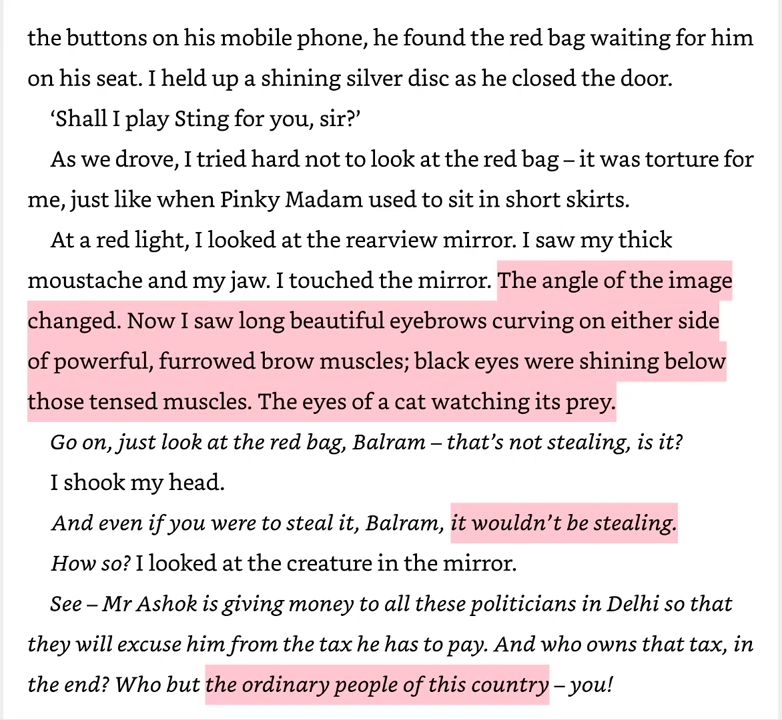 the buttons on his mobile phone, he found the red bag waiting for him
on his seat. I held up a shining silver disc as he closed the door.
‘Shall I play Sting for you, sir?’
As we drove, I tried hard not to look at the red bag – it was torture for
me, just like when Pinky Madam used to sit in short skirts.
At a red light, I looked at the rearview mirror. I saw my thick
moustache and my jaw. I touched the mirror. The angle of the image
changed. Now I saw long beautiful eyebrows curving on either side
of powerful, furrowed brow muscles; black eyes were shining below
those tensed muscles. The eyes of a cat watching its prey.
Go on, just look at the red bag, Balram – that’s not stealing, is it?
I shook my head.
And even if you were to steal it, Balram, it wouldn’t be stealing.
How so? I looked at the creature in the mirror.
See – Mr Ashok is giving money to all these politicians in Delhi so that
they will excuse him from the tax he has to pay. And who owns that tax, in
the end? Who but the ordinary people of this country – you!